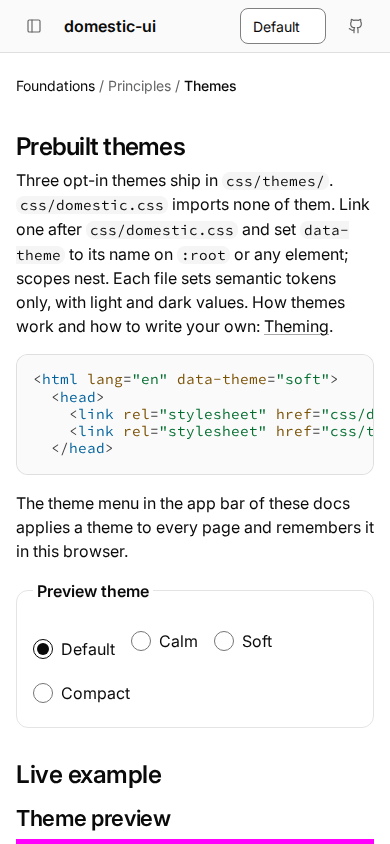 domestic-ui
Default
Foundations / Principles / Themes
Prebuilt themes
Three opt-in themes ship in css/themes/.
css/domestic.css imports none of them. Link
one after css/domestic.css and set data-
theme to its name on :root or any element;
scopes nest. Each file sets semantic tokens
only, with light and dark values. How themes
work and how to write your own: Theming.
<html lang="en" data-theme="soft">
<head>
<link rel="stylesheet" href="css/d
<link rel="stylesheet" href="css/t
</head>
The theme menu in the app bar of these docs
applies a theme to every page and remembers it
in this browser.
Preview theme
Default Calm Soft
Compact
Live example
Theme preview